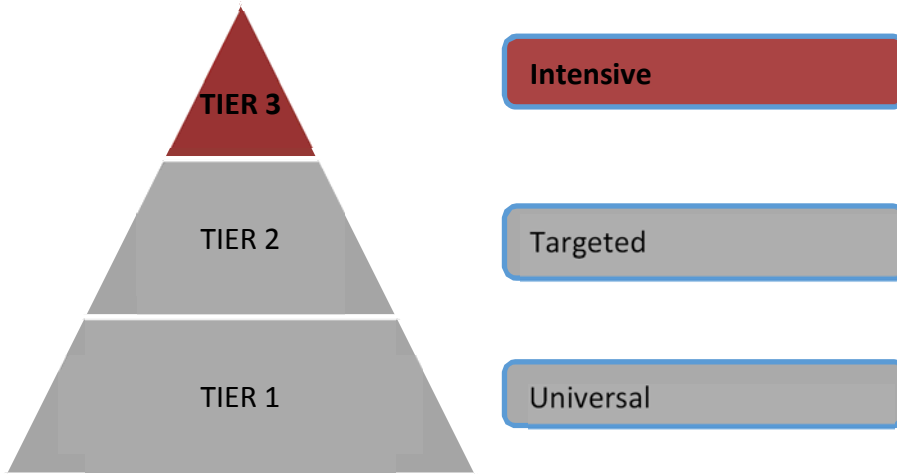 TIER 3
Intensive
TIER 2
Targeted
TIER 1
Universal